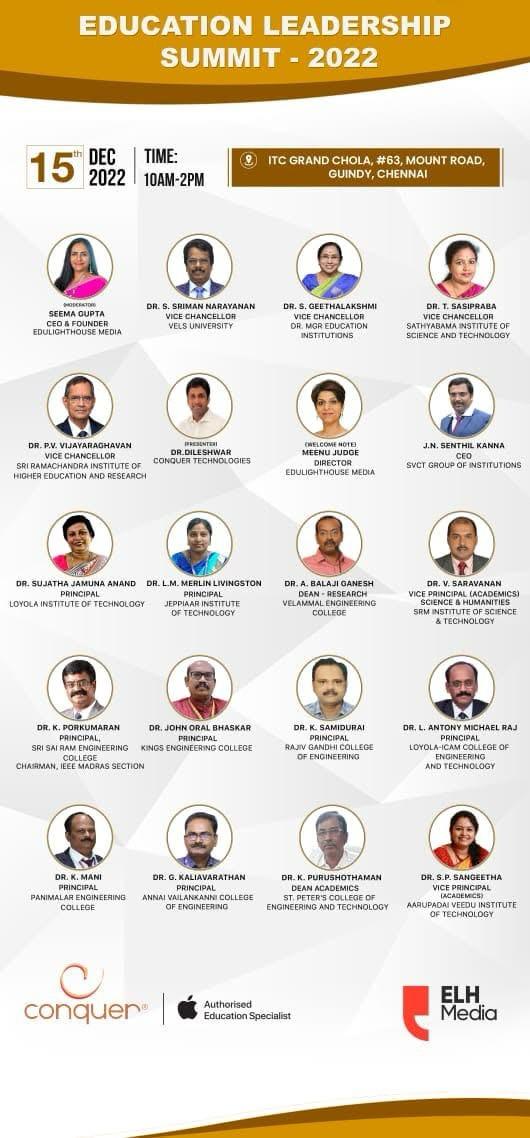 EDUCATION LEADERSHIP
SUMMIT - 2022
15th DEC
2022
TIME:
10AM-2PM
ITC GRAND CHOLA, #63, MOUNT ROAD,
GUINDY, CHENNAI
(MODERATOR)
SEEMA GUPTA
CEO & FOUNDER
EDULIGHTHOUSE MEDIA
DR. S. SRIMAN NARAYANAN
VICE CHANCELLOR
VELS UNIVERSITY
DR. S. GEETHALAKSHMI
VICE CHANCELLOR
DR. MGR EDUCATION
INSTITUTIONS
DR. T. SASIPRABA
VICE CHANCELLOR
SATHYABAMA INSTITUTE OF
SCIENCE AND TECHNOLOGY
DR. P.V. VIJAYARAGHAVAN
VICE CHANCELLOR
SRI RAMACHANDRA INSTITUTE OF
HIGHER EDUCATION AND RESEARCH
(PRESENTER)
DR.DILESHWAR
CONQUER TECHNOLOGIES
(WELCOME NOTE)
MEENU JUDGE
DIRECTOR
EDULIGHTHOUSE MEDIA
J.N. SENTHIL KANNA
CEO
SVCT GROUP OF INSTITUTIONS
DR. SUJATHA JAMUNA ANAND
PRINCIPAL
LOYOLA INSTITUTE OF TECHNOLOGY
DR. L.M. MERLIN LIVINGSTON
PRINCIPAL
JEPPIAAR INSTITUTE
OF TECHNOLOGY
DR. A. BALAJI GANESH
DEAN - RESEARCH
VELAMMAL ENGINEERING
COLLEGE
DR. V. SARAVANAN
VICE PRINCIPAL (ACADEMICS)
SCIENCE & HUMANITIES
SRM INSTITUTE OF SCIENCE
& TECHNOLOGY
DR. K. PORKUMARAN
PRINCIPAL,
SRI SAI RAM ENGINEERING
COLLEGE
CHAIRMAN, IEEE MADRAS SECTION
DR. JOHN ORAL BHASKAR
PRINCIPAL
KINGS ENGINEERING COLLEGE
DR. K. SAMIDURAI
PRINCIPAL
RAJIV GANDHI COLLEGE
OF ENGINEERING
DR. L. ANTONY MICHAEL RAJ
PRINCIPAL
LOYOLA-ICAM COLLEGE OF
ENGINEERING
AND TECHNOLOGY
DR. K. MANI
PRINCIPAL
PANIMALAR ENGINEERING
COLLEGE
DR. G. KALIAVARATHAN
PRINCIPAL
ANNAI VAILANKANNI COLLEGE
OF ENGINEERING
DR. K. PURUSHOTHAMAN
DEAN ACADEMICS
ST. PETER'S COLLEGE OF
ENGINEERING AND TECHNOLOGY
DR. S.P. SANGEETHA
VICE PRINCIPAL
(ACADEMICS)
AARUPADAI VEEDU INSTITUTE
OF TECHNOLOGY
conquer®
Authorised
Education Specialist
ELH
Media